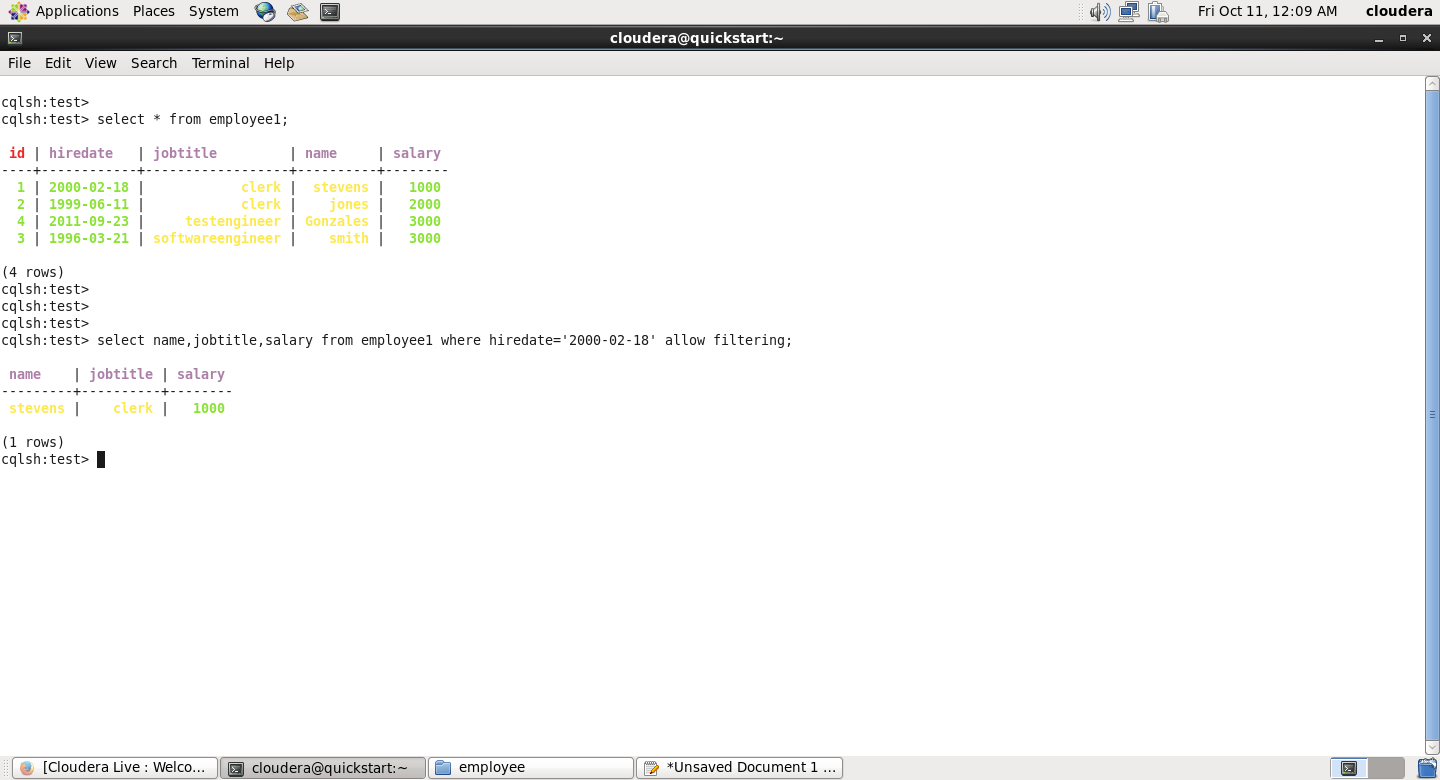 Applications Places System Fri Oct 11, 12:09 AM cloudera
cloudera@quickstart:~
File Edit View Search Terminal Help
cqlsh:test>
cqlsh:test> select * from employee1;
 id | hiredate   | jobtitle         | name     | salary
----+------------+------------------+----------+--------
  1 | 2000-02-18 |            clerk |  stevens |   1000
  2 | 1999-06-11 |            clerk |    jones |   2000
  4 | 2011-09-23 |     testengineer | Gonzales |   3000
  3 | 1996-03-21 | softwareengineer |    smith |   3000
(4 rows)
cqlsh:test>
cqlsh:test>
cqlsh:test>
cqlsh:test> select name,jobtitle,salary from employee1 where hiredate='2000-02-18' allow filtering;
 name    | jobtitle | salary
---------+----------+--------
 stevens |    clerk |   1000
(1 rows)
cqlsh:test>
[Cloudera Live : Welco... cloudera@quickstart:~ employee *Unsaved Document 1 ...